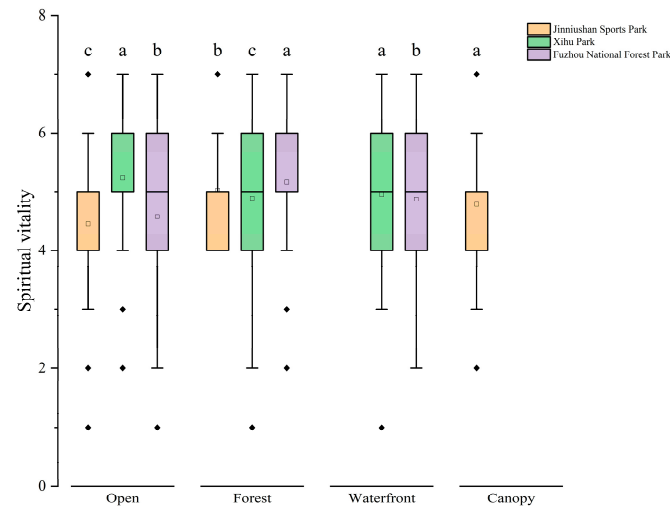 8
c a b b c a a b a
Jinniushan Sports Park
Xihu Park
Fuzhou National Forest Park
6
Spiritual vitality
4
2
0
Open Forest Waterfront Canopy